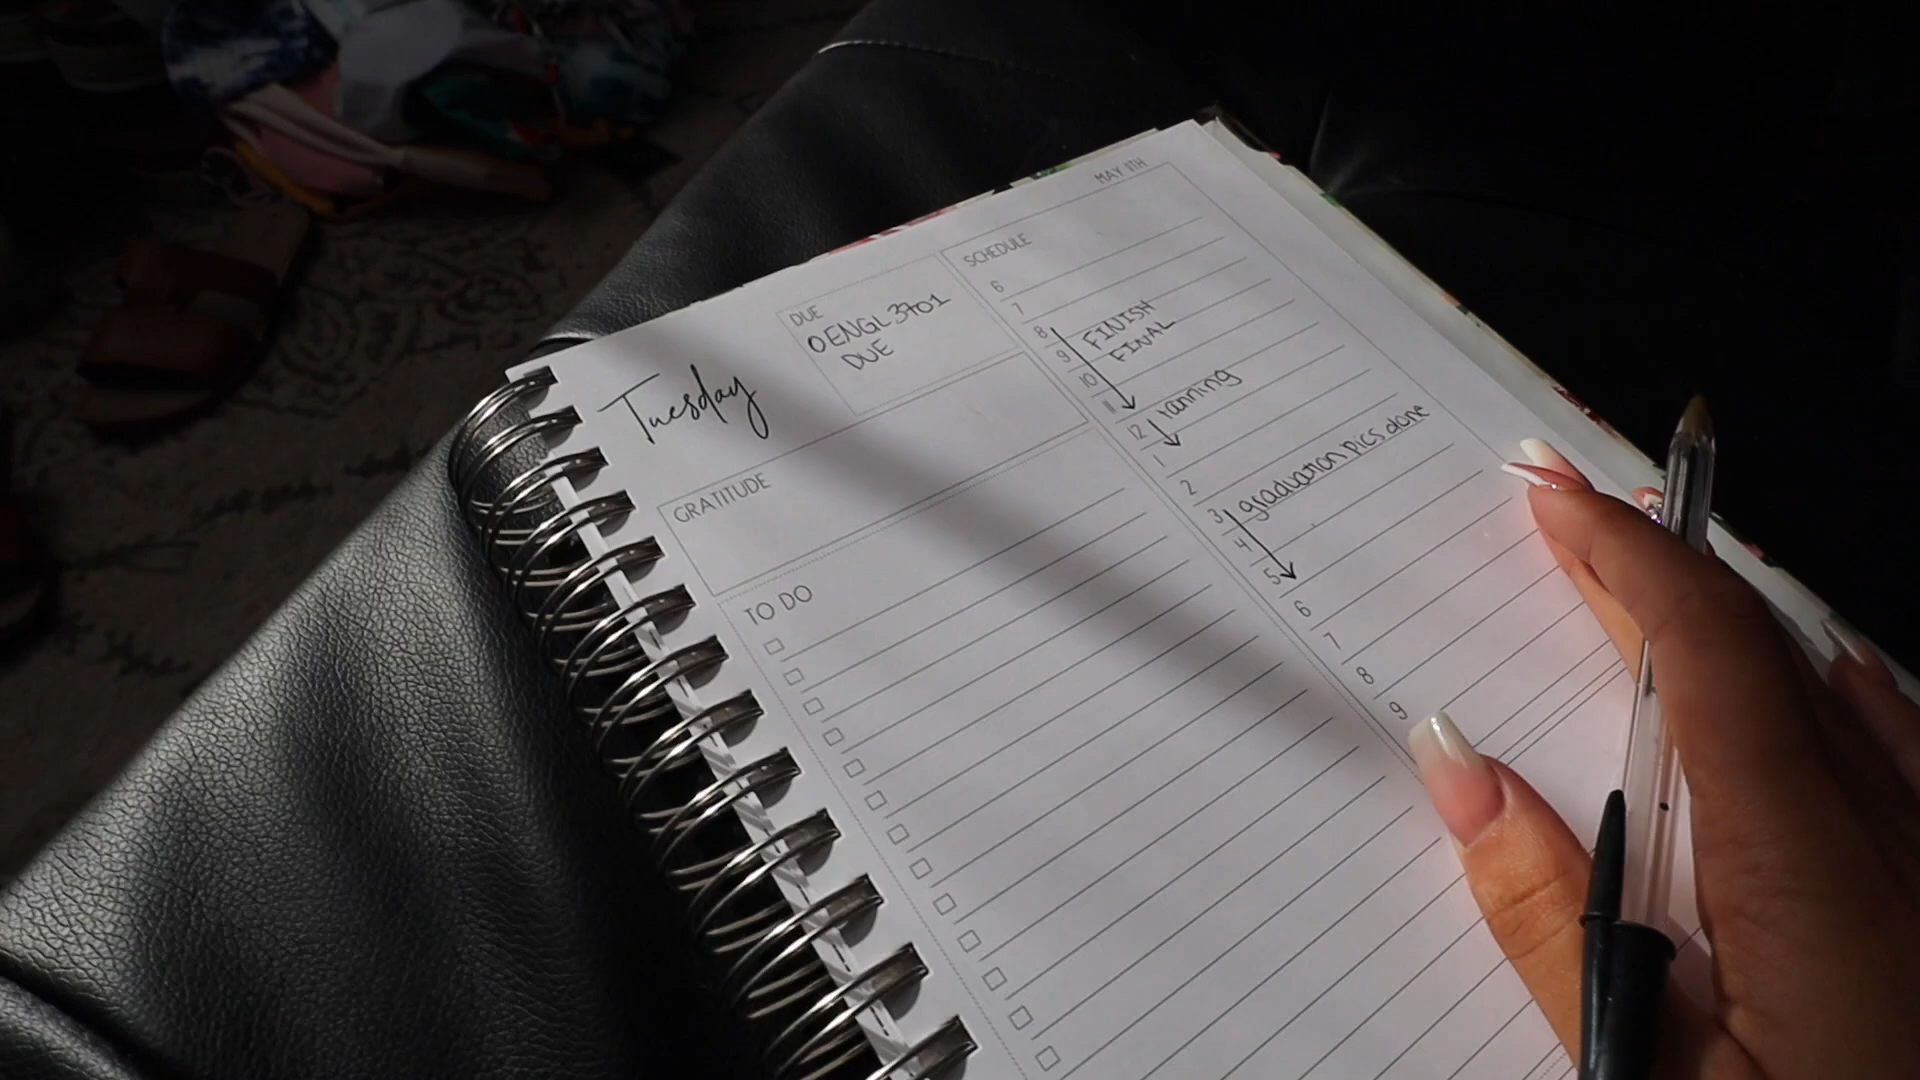 MAY 11TH
Tuesday
DUE
O ENGL 3701
DUE
GRATITUDE
TO DO
SCHEDULE
6
7
8 FINISH
9 FINAL
10
11
12 tanning
1
2
3 graduation pics done
4
5
6
7
8
9